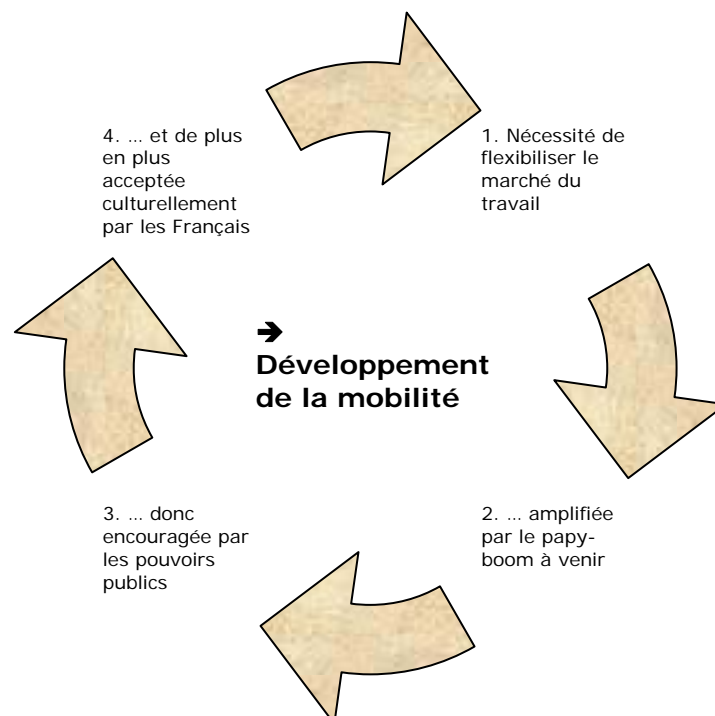 1. Nécessité de
flexibiliser le
marché du
travail
2. ... amplifiée
par le papy-
boom à venir
3. ... donc
encouragée par
les pouvoirs
publics
4. ... et de plus
en plus
acceptée
culturellement
par les Français
➔
Développement
de la mobilité